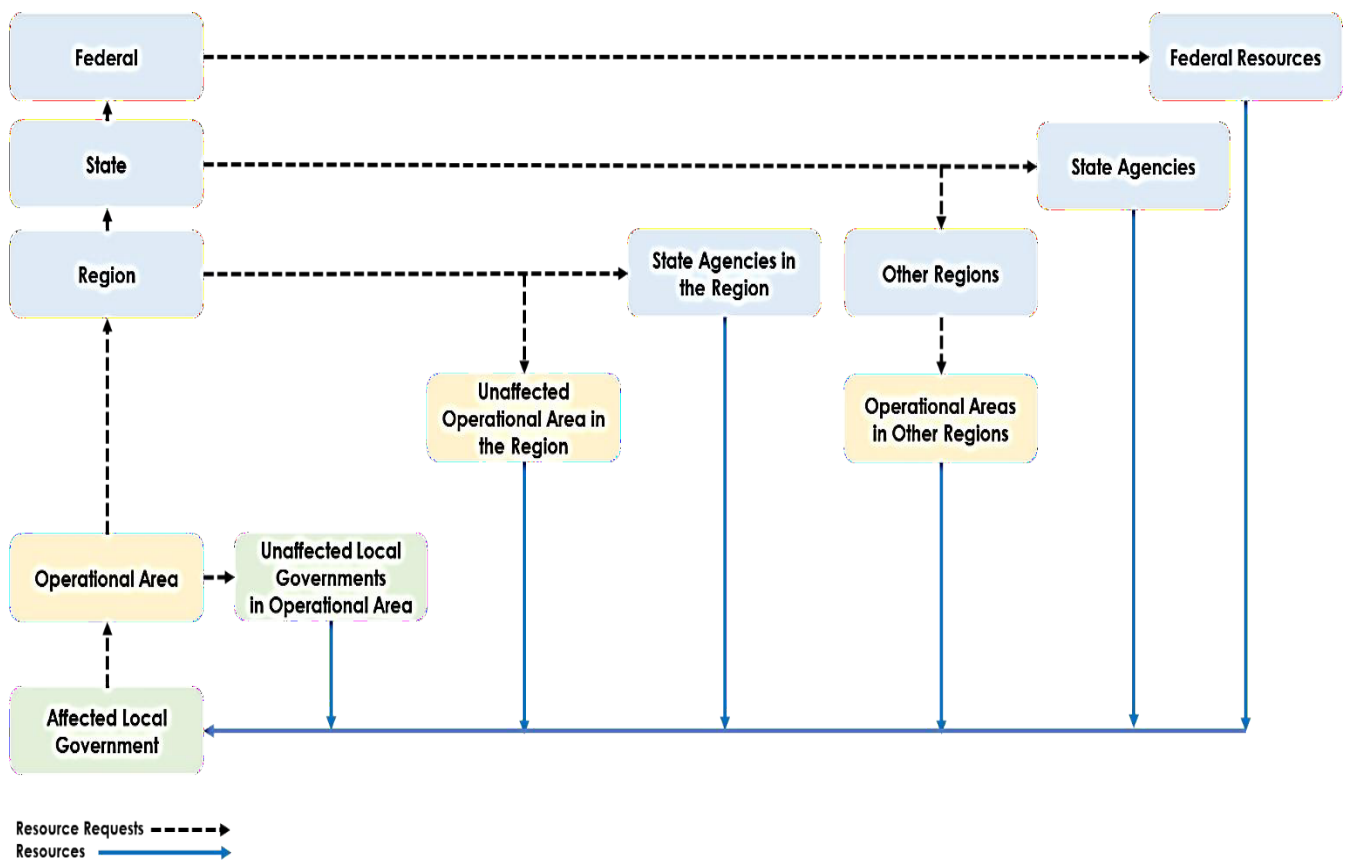 Federal
Federal Resources
State
State Agencies
Region
State Agencies in
the Region
Other Regions
Unaffected
Operational Area in
the Region
Operational Areas
in Other Regions
Operational Area
Unaffected Local
Governments
in Operational Area
Affected Local
Government
Resource Requests
Resources